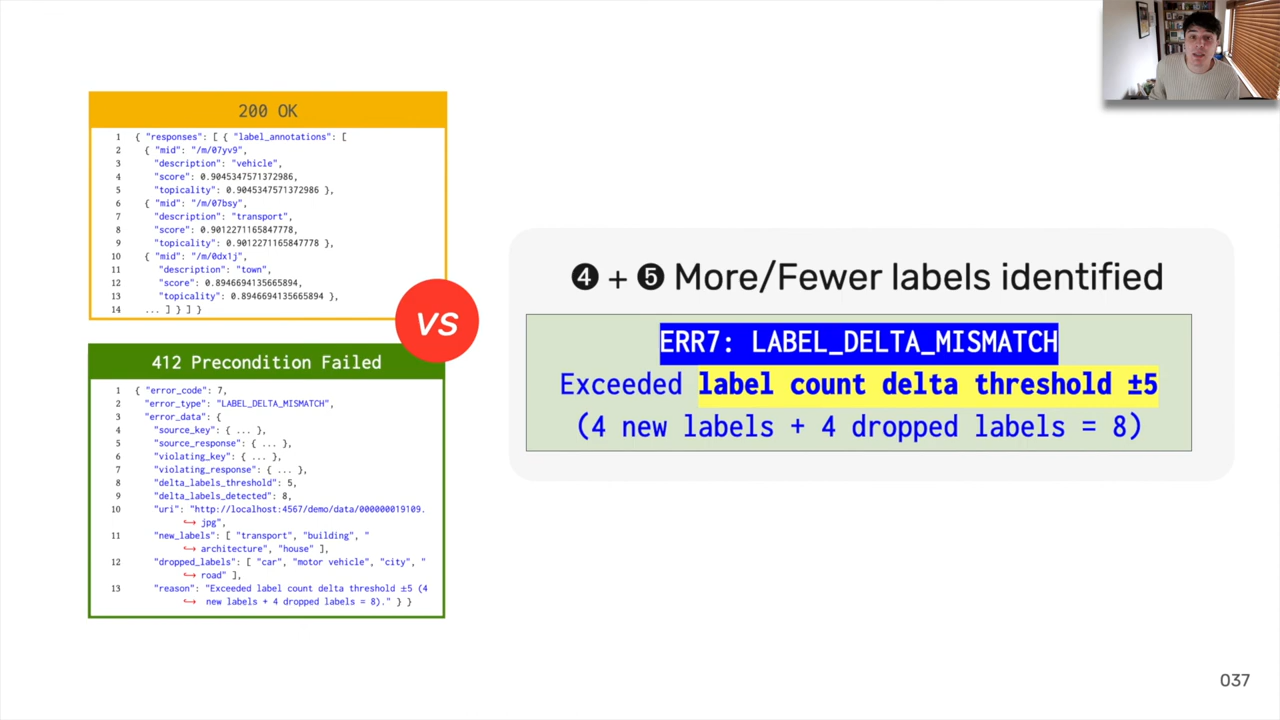 200 OK
1 { "responses": [ { "label_annotations": [
2 { "mid": "/m/07yv9",
3 "description": "vehicle",
4 "score": 0.9045347571372986,
5 "topicality": 0.9045347571372986 },
6 { "mid": "/m/07bsy",
7 "description": "transport",
8 "score": 0.9012271165847778,
9 "topicality": 0.9012271165847778 },
10 { "mid": "/m/0dx1j",
11 "description": "town",
12 "score": 0.8946694135665894,
13 "topicality": 0.8946694135665894 },
14 ... ] } ] }
VS
412 Precondition Failed
1 { "error_code": 7,
2 "error_type": "LABEL_DELTA_MISMATCH",
3 "error_data": {
4 "source_key": { ... },
5 "source_response": { ... },
6 "violating_key": { ... },
7 "violating_response": { ... },
8 "delta_labels_threshold": 5,
9 "delta_labels_detected": 8,
10 "uri": "http://localhost:4567/demo/data/000000019109.
↪ jpg",
11 "new_labels": [ "transport", "building", "
↪ architecture", "house" ],
12 "dropped_labels": [ "car", "motor vehicle", "city", "
↪ road" ],
13 "reason": "Exceeded label count delta threshold ±5 (4
↪ new labels + 4 dropped labels = 8)." } }
❹ + ❺ More/Fewer labels identified
ERR7: LABEL_DELTA_MISMATCH
Exceeded label count delta threshold ±5
(4 new labels + 4 dropped labels = 8)
037